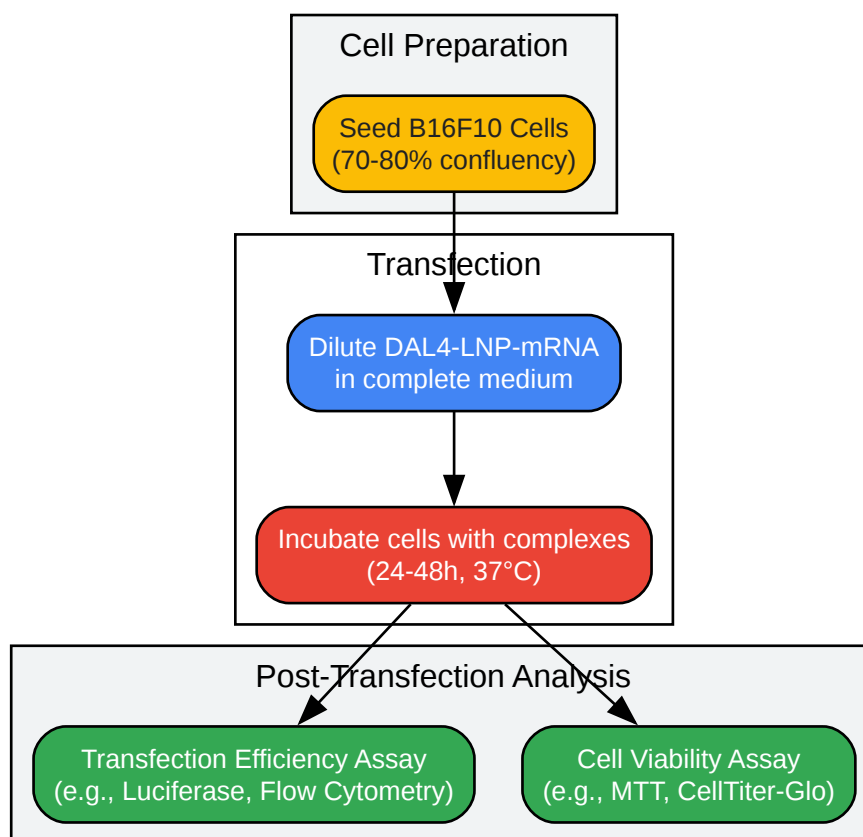 Cell Preparation
Seed B16F10 Cells
(70-80% confluency)
Transfection
Dilute DAL4-LNP-mRNA
in complete medium
Incubate cells with complexes
(24-48h, 37°C)
Post-Transfection Analysis
Transfection Efficiency Assay
(e.g., Luciferase, Flow Cytometry)
Cell Viability Assay
(e.g., MTT, CellTiter-Glo)